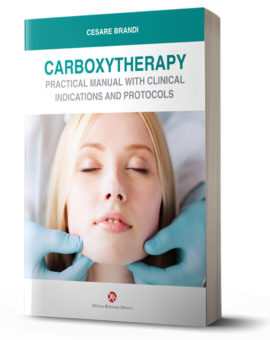 CESARE BRANDI
CARBOXYTHERAPY
PRACTICAL MANUAL WITH CLINICAL
INDICATIONS AND PROTOCOLS